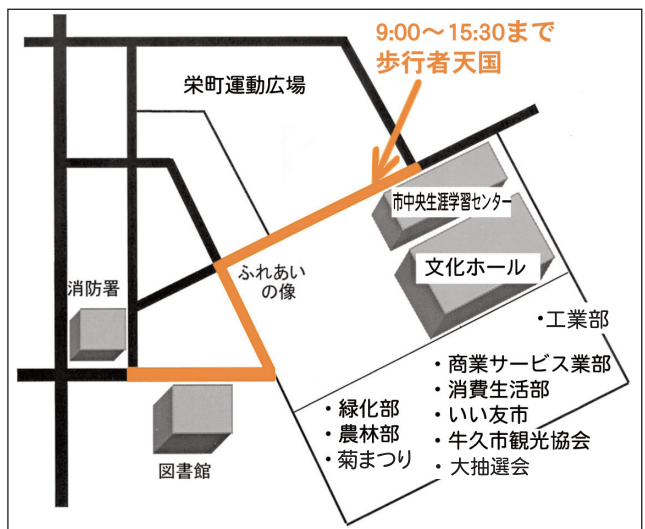 9:00～15:30まで
歩行者天国
栄町運動広場
市中央生涯学習センター
文化ホール
ふれあい
の像
消防署
・工業部
・商業サービス業部
・消費生活部
・いい友市
・牛久市観光協会
・大抽選会
・緑化部
・農林部
・菊まつり
図書館